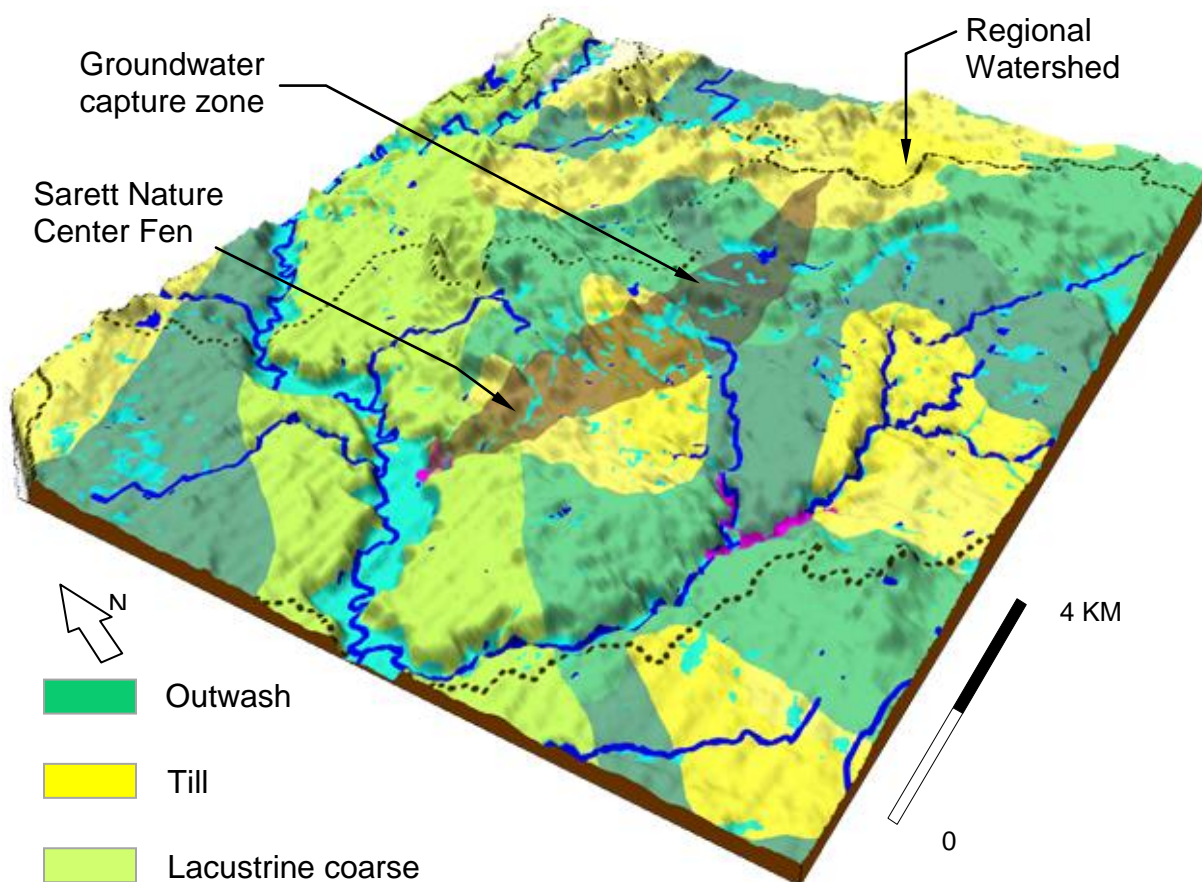 Regional
Watershed
Groundwater
capture zone
Sarett Nature
Center Fen
N
4 KM
0
Outwash
Till
Lacustrine coarse